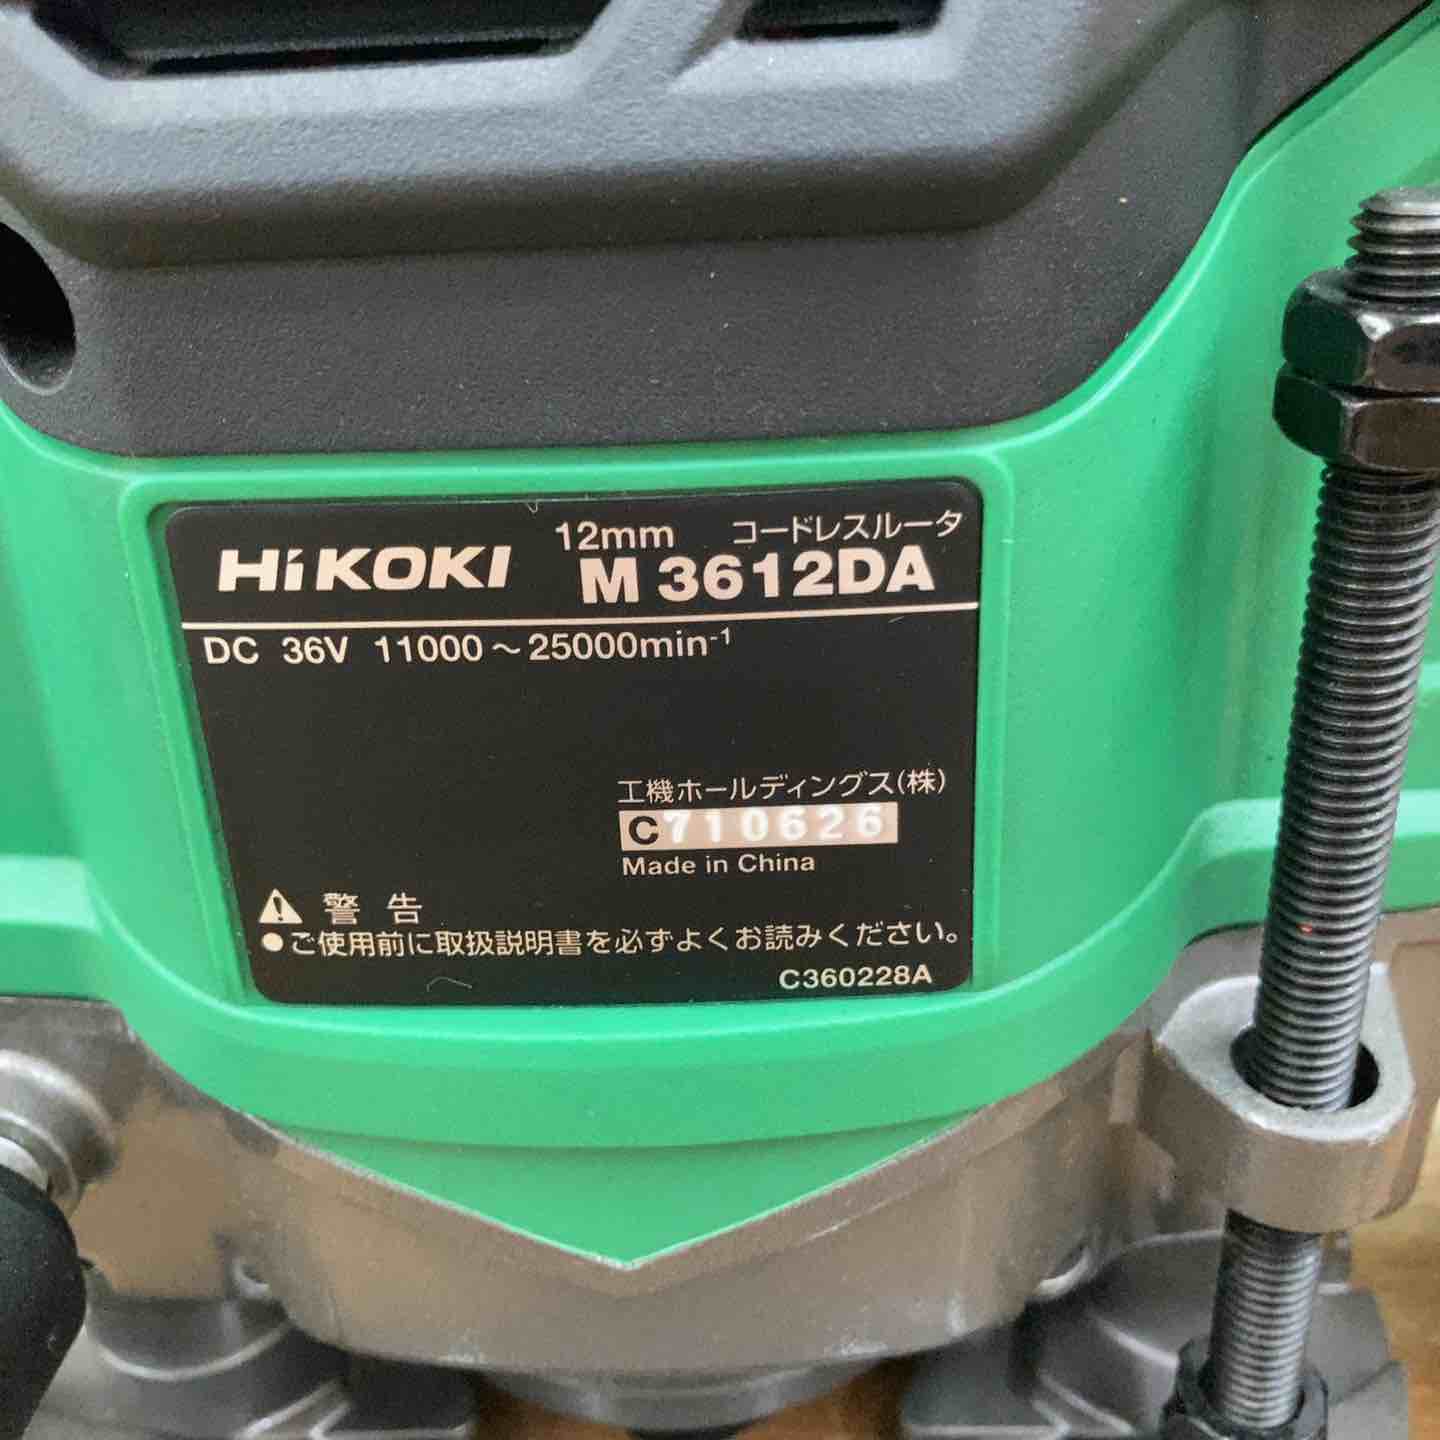 HiKOKI 12mm コードレスルータ
M 3612DA
DC 36V 11000～25000min-1
工機ホールディングス(株)
C710626
Made in China
警告
●ご使用前に取扱説明書を必ずよくお読みください。
C360228A